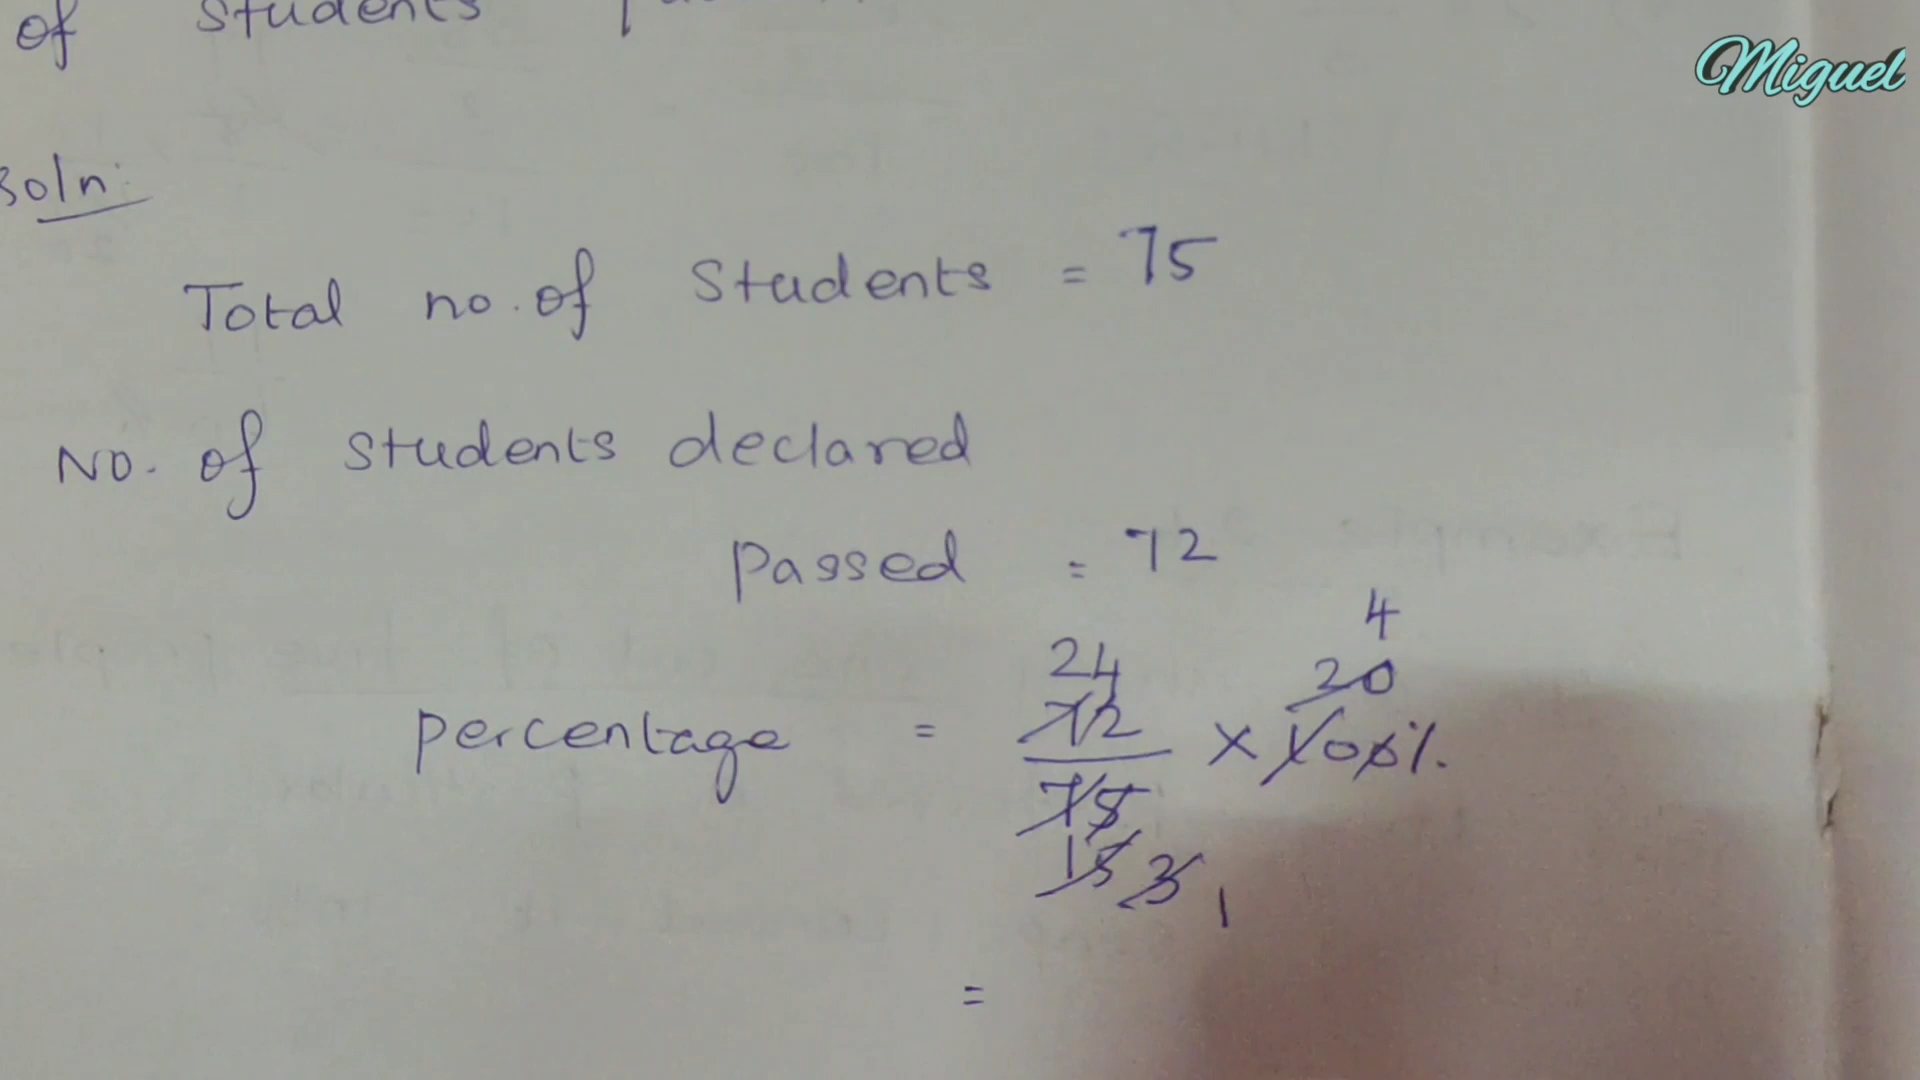 of students
Miguel
Soln:
Total no. of Students = 75
No. of students declared
passed = 72
4
24 20
percentage = 72/75 x 100%.
15 3 1
=